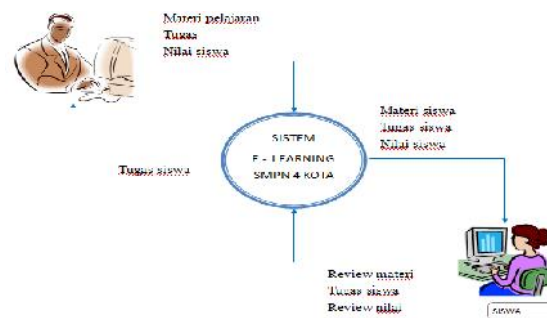 Materi pelajaran
Tugas
Nilai siswa
SISTEM
E - LEARNING
SMPN 4 KOTA
Materi siswa
Tugas siswa
Nilai siswa
Tugas siswa
Review materi
Tugas siswa
Review nilai
SISWA